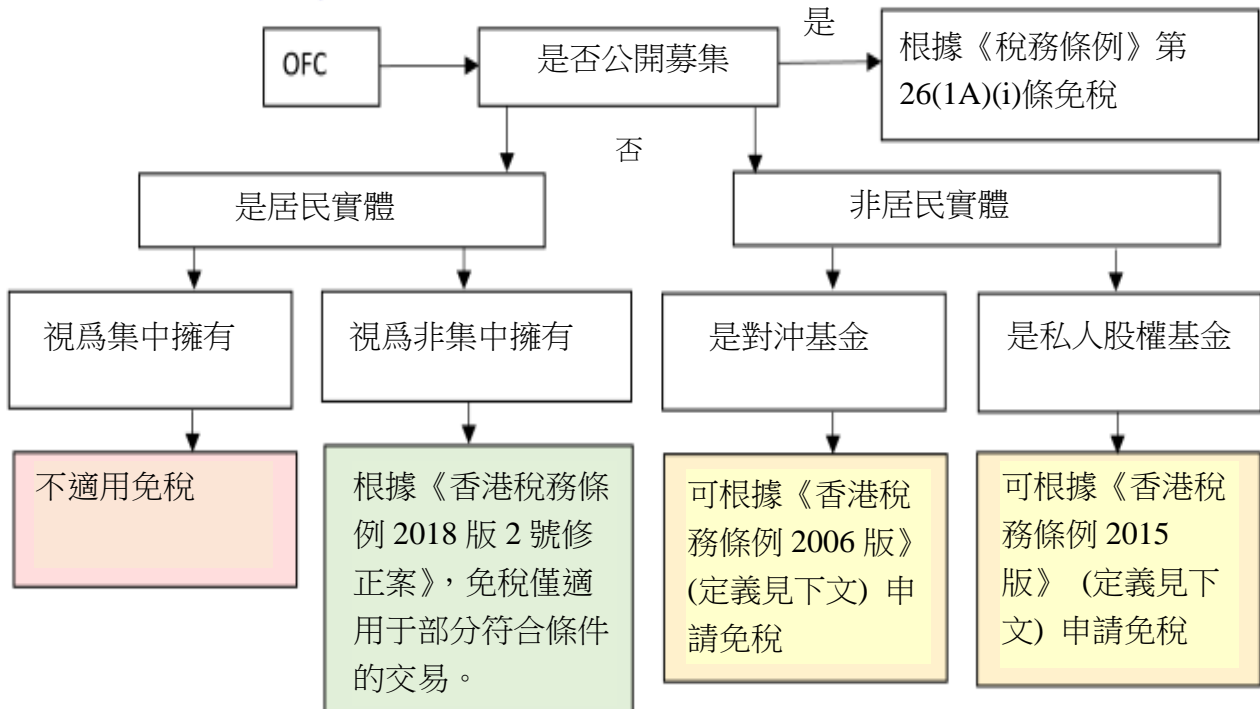 OFC
是否公開募集
是
根據《稅務條例》第
26(1A)(i)條免稅
否
是居民實體
非居民實體
視爲集中擁有
視爲非集中擁有
是對沖基金
是私人股權基金
不適用免稅
根據《香港稅務條
例 2018 版 2 號修
正案》，免稅僅適
用于部分符合條件
的交易。
可根據《香港稅
務條例 2006 版》
(定義見下文) 申
請免稅
可根據《香港稅
務條例 2015
版》 (定義見下
文) 申請免稅